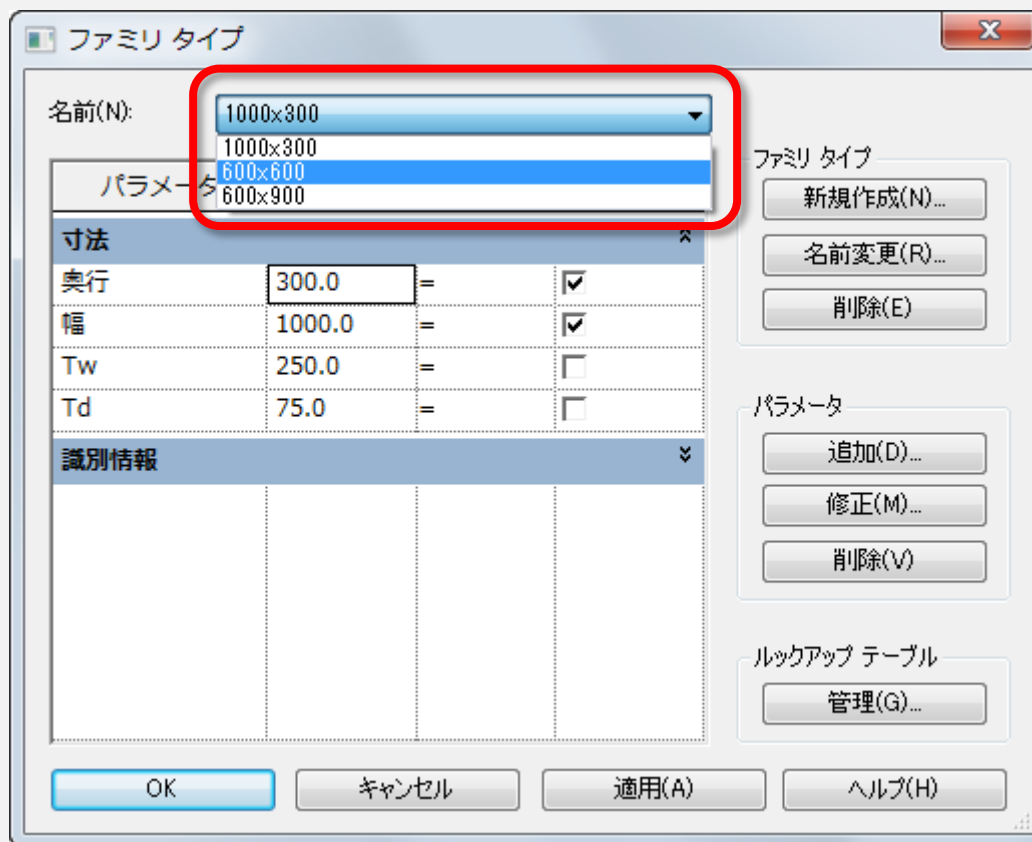 ファミリ タイプ
名前(N):
1000x300
1000x300
600x600
600x900
パラメータ
寸法
奥行 300.0 =
幅 1000.0 =
Tw 250.0 =
Td 75.0 =
識別情報
ファミリ タイプ
新規作成(N)...
名前変更(R)...
削除(E)
パラメータ
追加(D)...
修正(M)...
削除(V)
ルックアップ テーブル
管理(G)...
OK
キャンセル
適用(A)
ヘルプ(H)